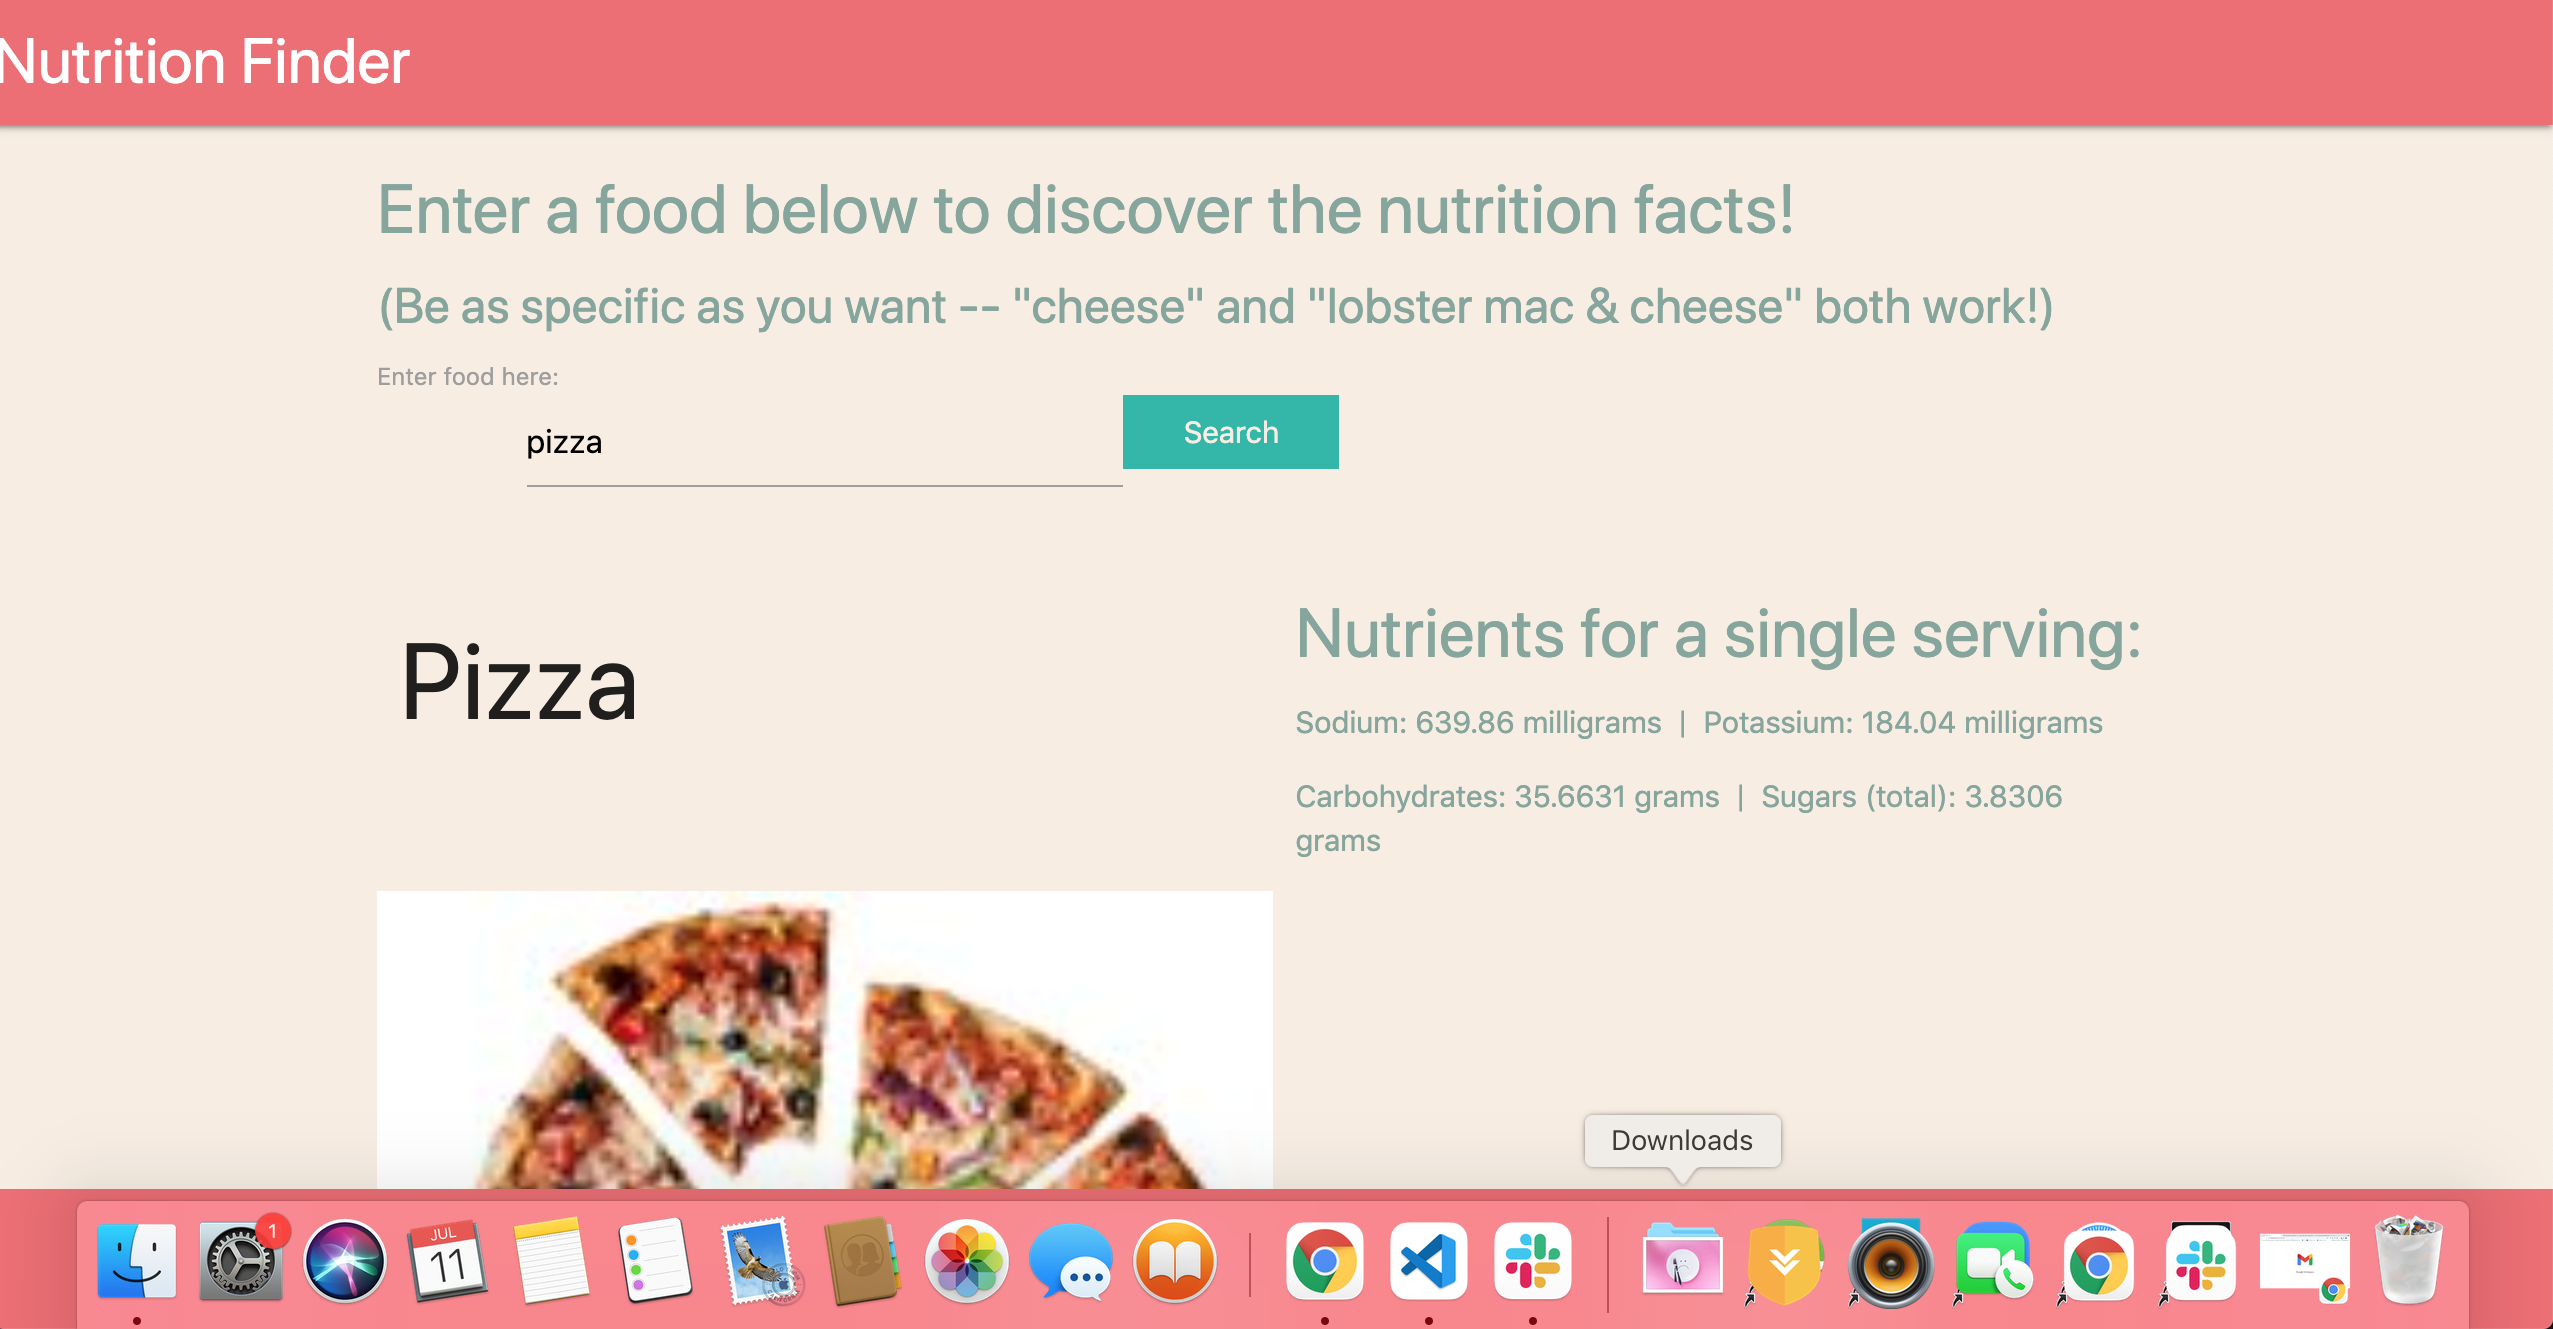 Nutrition Finder
Enter a food below to discover the nutrition facts!
(Be as specific as you want -- "cheese" and "lobster mac & cheese" both work!)
Enter food here:
pizza
Search
Pizza
Nutrients for a single serving:
Sodium: 639.86 milligrams | Potassium: 184.04 milligrams
Carbohydrates: 35.6631 grams | Sugars (total): 3.8306
grams
Downloads
1
JUL
11